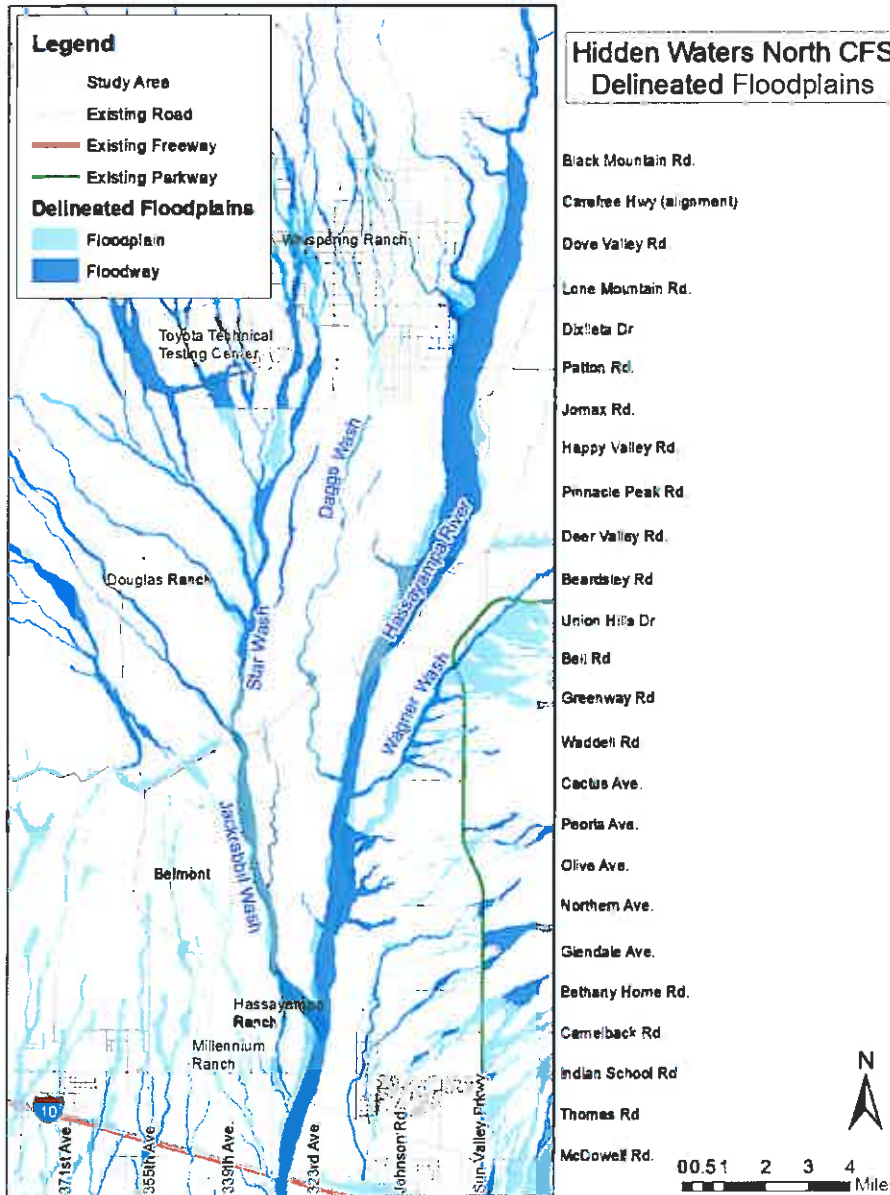 Legend
Study Area
Existing Road
Existing Freeway
Existing Parkway
Delineated Floodplains
Floodplain
Floodway
Hidden Waters North CFS
Delineated Floodplains
Black Mountain Rd.
Carefree Hwy (alignment)
Dove Valley Rd
Lone Mountain Rd.
Dixileta Dr
Patton Rd.
Jomax Rd.
Happy Valley Rd.
Pinnacle Peak Rd.
Deer Valley Rd.
Beardsley Rd
Union Hills Dr
Bell Rd
Greenway Rd
Waddell Rd
Cactus Ave.
Peoria Ave.
Olive Ave.
Northern Ave.
Glendale Ave.
Bethany Home Rd.
Camelback Rd
Indian School Rd
Thomas Rd
McDowell Rd.
Whispering Ranch
Toyota Technical
Testing Center
Daggs Wash
Hassayampa River
Douglas Ranch
Star Wash
Wagner Wash
Jackrabbit Wash
Belmont
Hassayampa
Ranch
Millennium
Ranch
10
371st Ave.
355th Ave.
339th Ave.
323rd Ave.
Johnson Rd.
Sun Valley Prkwy
N
0 0.5 1 2 3 4
Mile